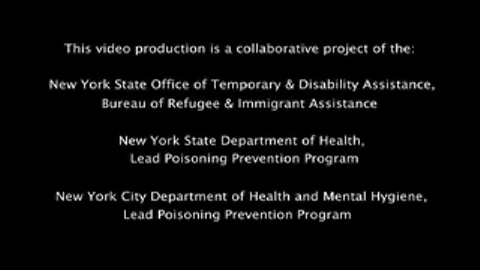 This video production is a collaborative project of the:
New York State Office of Temporary & Disability Assistance,
Bureau of Refugee & Immigrant Assistance
New York State Department of Health,
Lead Poisoning Prevention Program
New York City Department of Health and Mental Hygiene,
Lead Poisoning Prevention Program